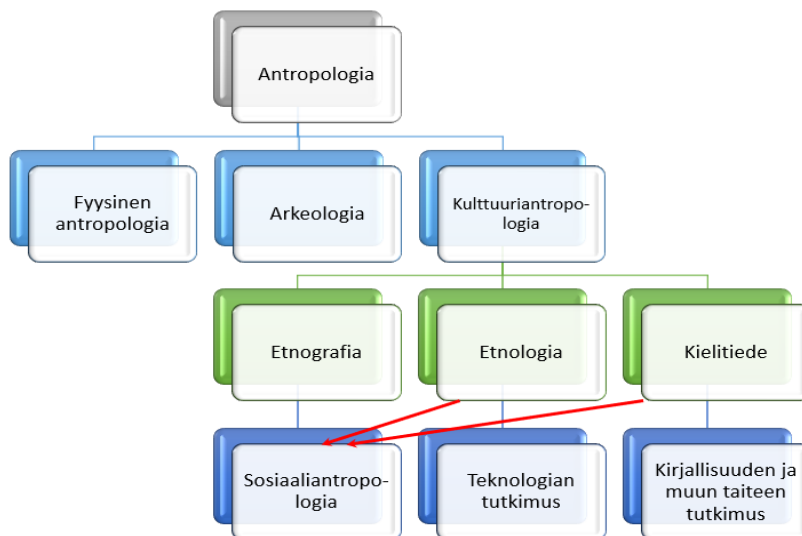 Antropologia
Fyysinen
antropologia
Arkeologia
Kulttuuriantropo-
logia
Etnografia
Etnologia
Kielitiede
Sosiaaliantropo-
logia
Teknologian
tutkimus
Kirjallisuuden ja
muun taiteen
tutkimus